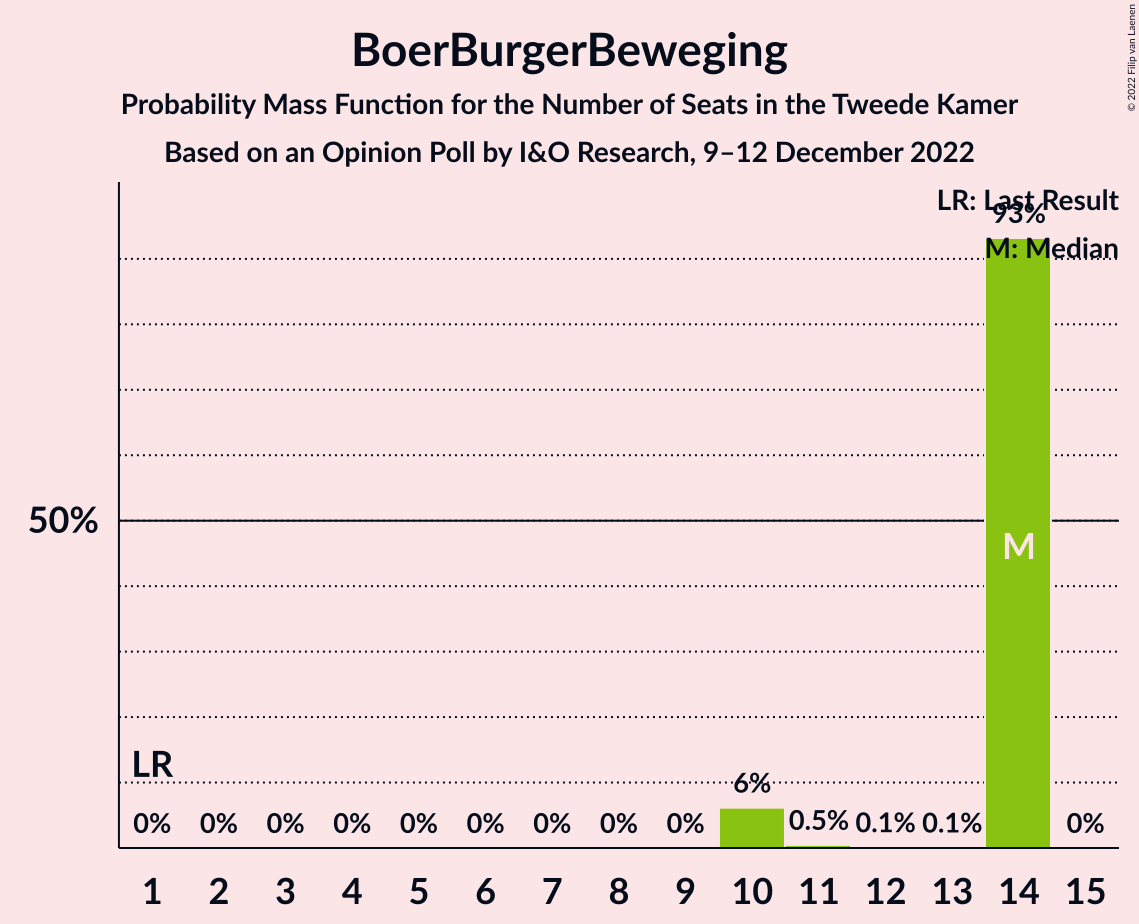 BoerBurgerBeweging
Probability Mass Function for the Number of Seats in the Tweede Kamer
Based on an Opinion Poll by I&O Research, 9–12 December 2022
© 2022 Filip van Laenen
LR: Last Result
93%
M: Median
50%
M
LR
6%
0% 0% 0% 0% 0% 0% 0% 0% 0% 0.5% 0.1% 0.1% 0%
1 2 3 4 5 6 7 8 9 10 11 12 13 14 15